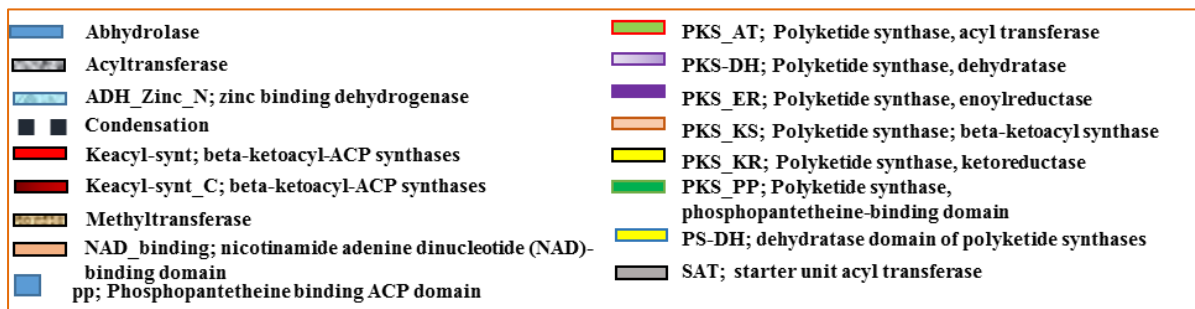 Abhydrolase
Acyltransferase
ADH_Zinc_N; zinc binding dehydrogenase
Condensation
Keacyl-synt; beta-ketoacyl-ACP synthases
Keacyl-synt_C; beta-ketoacyl-ACP synthases
Methyltransferase
NAD_binding; nicotinamide adenine dinucleotide (NAD)-
binding domain
pp; Phosphopantetheine binding ACP domain
PKS_AT; Polyketide synthase, acyl transferase
PKS-DH; Polyketide synthase, dehydratase
PKS_ER; Polyketide synthase, enoylreductase
PKS_KS; Polyketide synthase; beta-ketoacyl synthase
PKS_KR; Polyketide synthase, ketoreductase
PKS_PP; Polyketide synthase,
phosphopantetheine-binding domain
PS-DH; dehydratase domain of polyketide synthases
SAT; starter unit acyl transferase